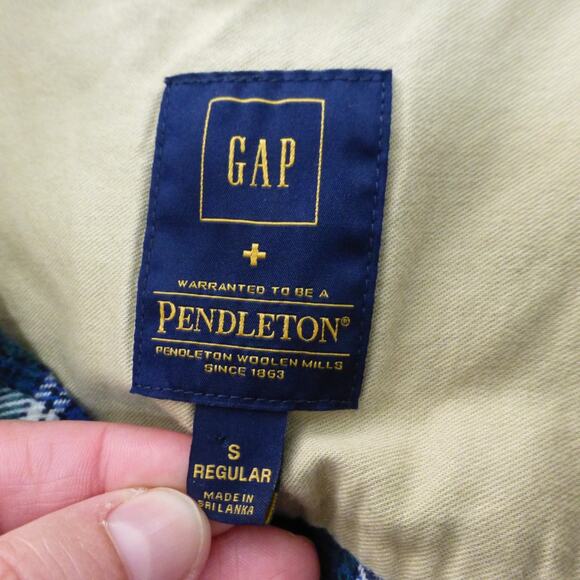 GAP
+
WARRANTED TO BE A
PENDLETON®
PENDLETON WOOLEN MILLS
SINCE 1863
S
REGULAR
MADE IN
SRI LANKA